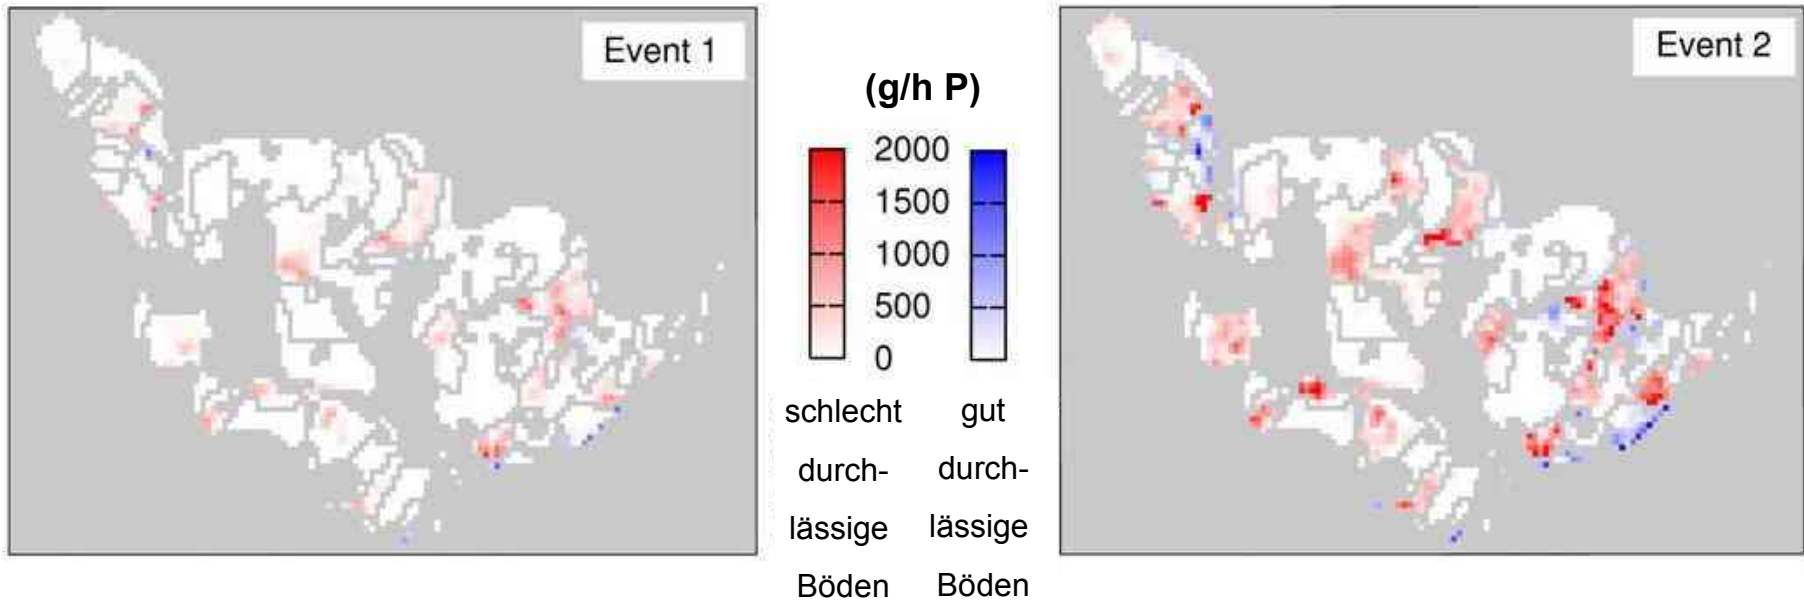 Event 1
(g/h P)
2000
1500
1000
500
0
schlecht gut
durch- durch-
lässige lässige
Böden Böden
Event 2